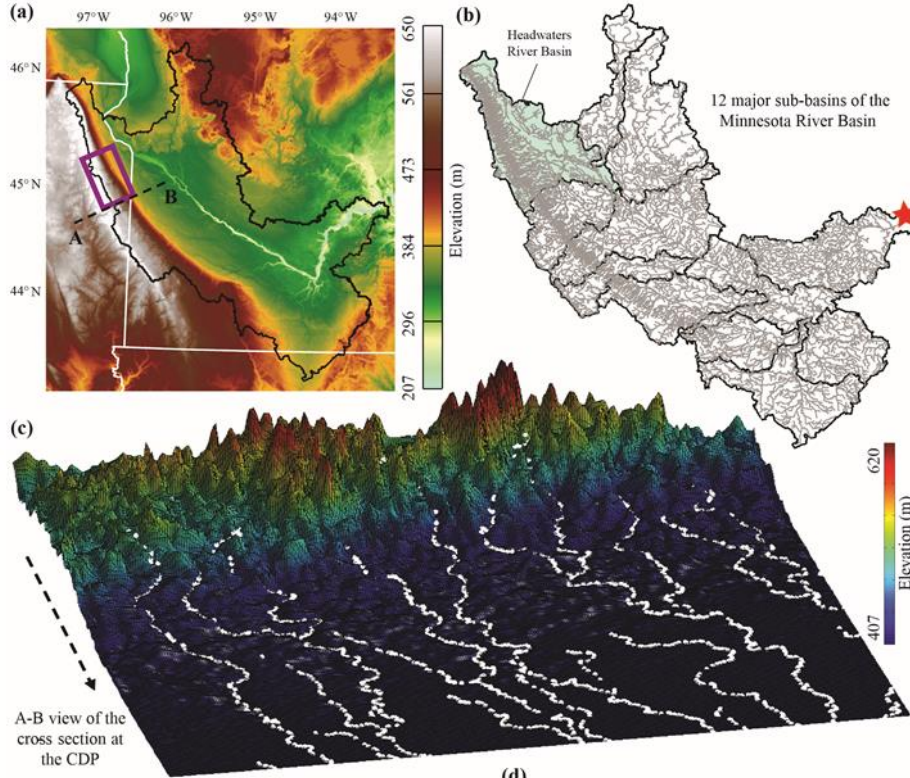 (a)
97°W 96°W 95°W 94°W
46°N
45°N
44°N
A
B
650
561
473
384
296
207
Elevation (m)
(b)
Headwaters
River Basin
12 major sub-basins of the
Minnesota River Basin
(c)
620
407
Elevation (m)
A-B view of the
cross section at
the CDP
(d)